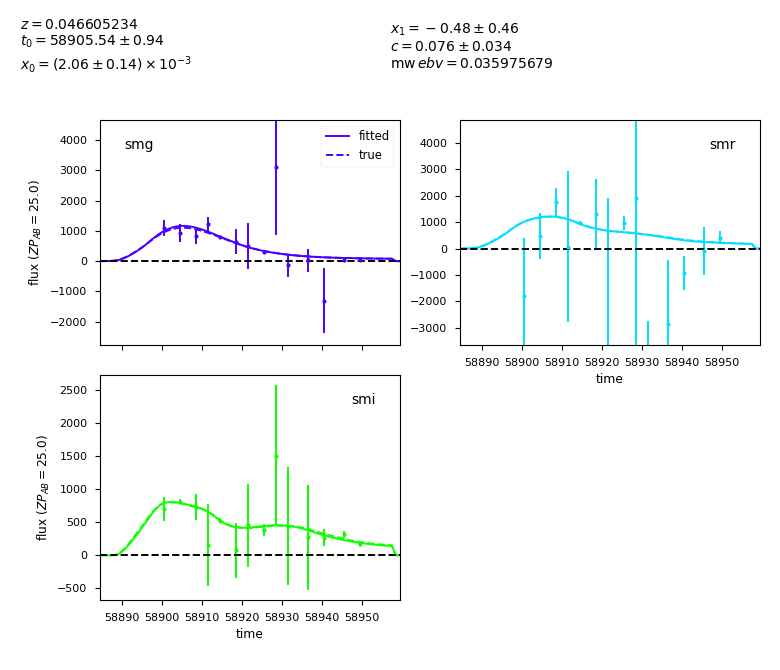 z = 0.046605234
t₀ = 58905.54 ± 0.94
x₀ = (2.06 ± 0.14) × 10⁻³
x₁ = −0.48 ± 0.46
c = 0.076 ± 0.034
mwebv = 0.035975679
smg
fitted
true
4000
3000
2000
1000
0
−1000
−2000
flux (ZP_AB = 25.0)
smr
4000
3000
2000
1000
0
−1000
−2000
−3000
58890 58900 58910 58920 58930 58940 58950
time
smi
2500
2000
1500
1000
500
0
−500
flux (ZP_AB = 25.0)
58890 58900 58910 58920 58930 58940 58950
time